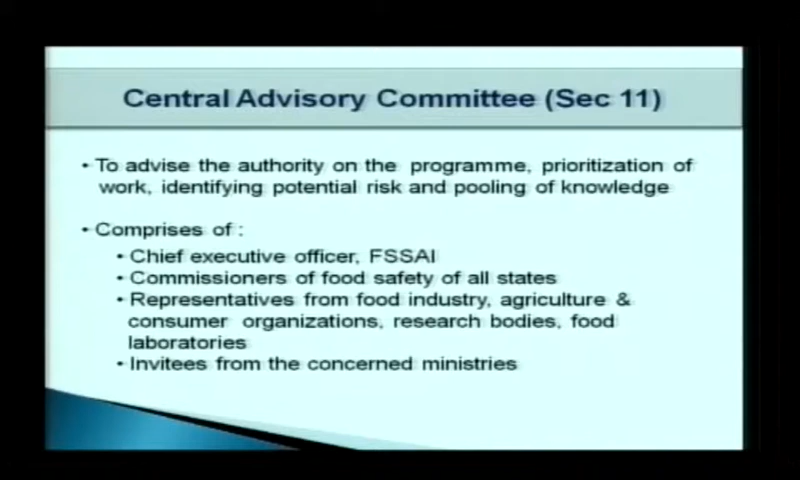 Central Advisory Committee (Sec 11)
• To advise the authority on the programme, prioritization of
work, identifying potential risk and pooling of knowledge
• Comprises of :
• Chief executive officer, FSSAI
• Commissioners of food safety of all states
• Representatives from food industry, agriculture &
consumer organizations, research bodies, food
laboratories
• Invitees from the concerned ministries